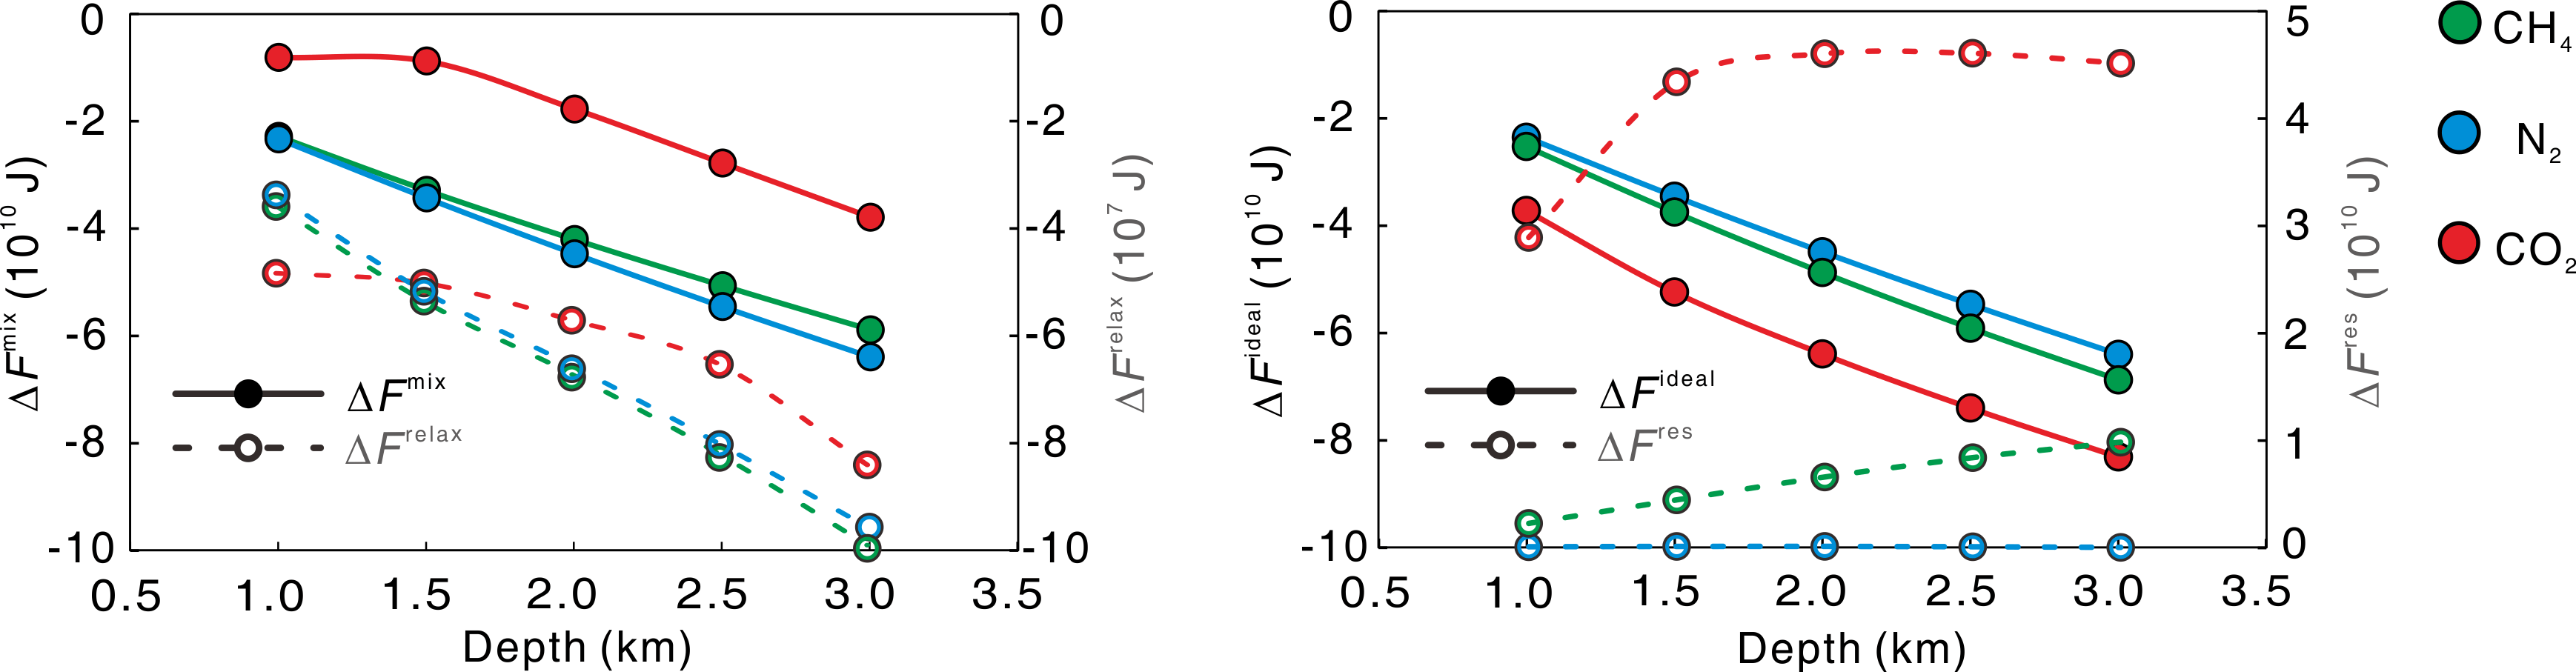 0
-2
-4
-6
-8
-10
ΔF^mix (10^10 J)
0
-2
-4
-6
-8
-10
ΔF^relax (10^7 J)
ΔF^mix
ΔF^relax
0.5 1.0 1.5 2.0 2.5 3.0 3.5
Depth (km)
0
-2
-4
-6
-8
-10
ΔF^ideal (10^10 J)
5
4
3
2
1
0
ΔF^res (10^10 J)
ΔF^ideal
ΔF^res
0.5 1.0 1.5 2.0 2.5 3.0 3.5
Depth (km)
CH₄
N₂
CO₂